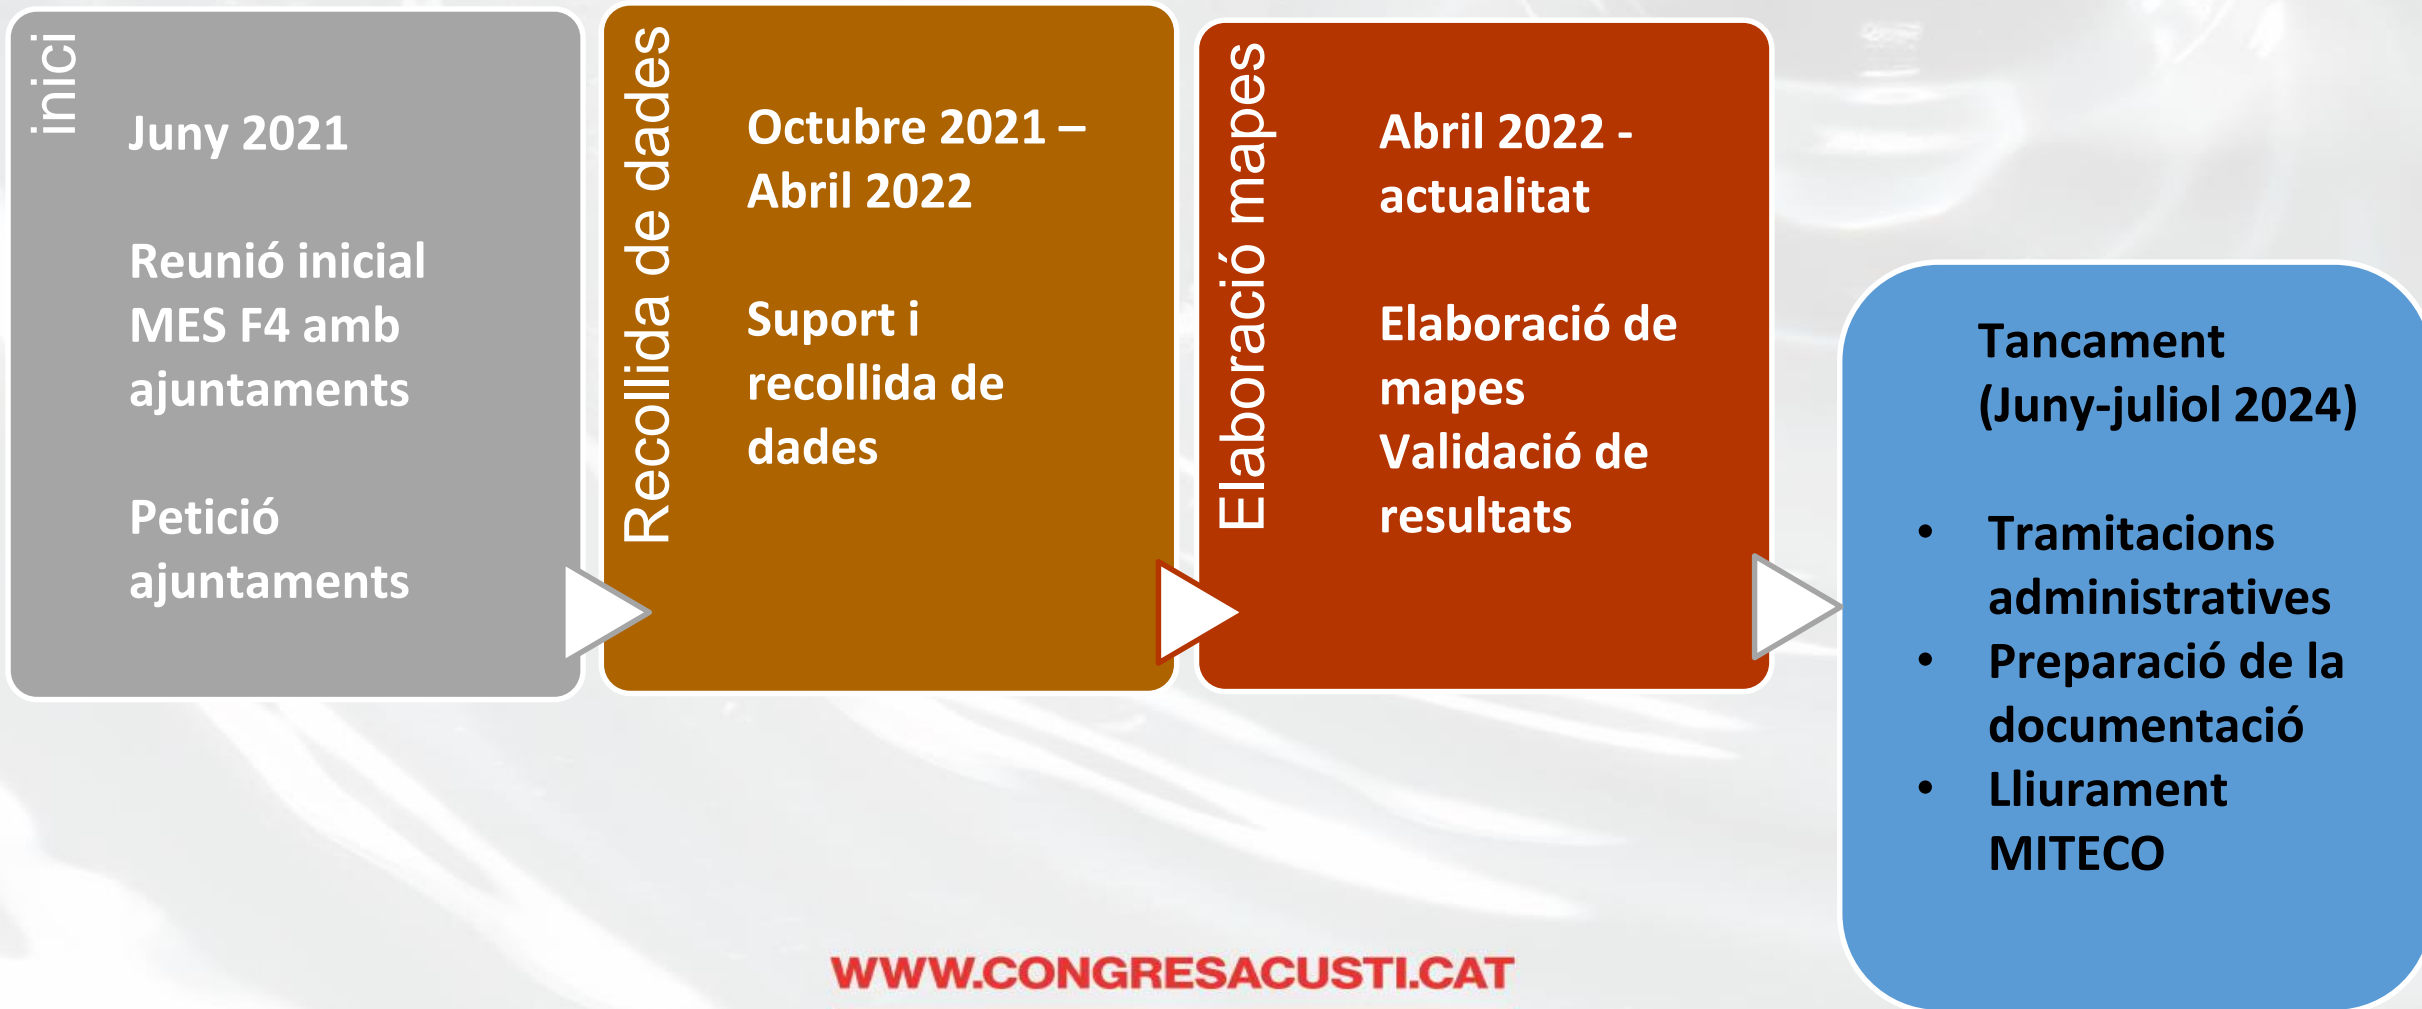 inici
Juny 2021
Reunió inicial
MES F4 amb
ajuntaments
Petició
ajuntaments
Recollida de dades
Octubre 2021 –
Abril 2022
Suport i
recollida de
dades
Elaboració mapes
Abril 2022 -
actualitat
Elaboració de
mapes
Validació de
resultats
Tancament
(Juny-juliol 2024)
• Tramitacions
administratives
• Preparació de la
documentació
• Lliurament
MITECO
WWW.CONGRESACUSTI.CAT